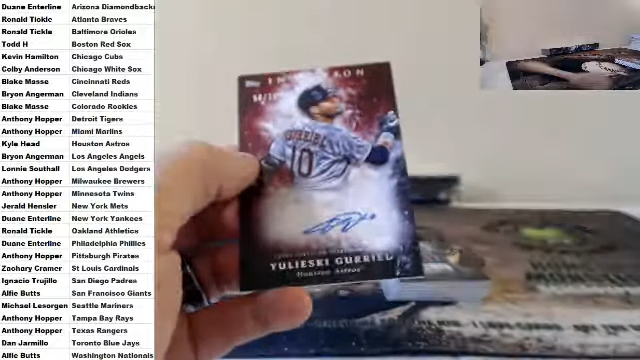 Duane Enterline Arizona Diamondbacks
Ronald Tickle Atlanta Braves
Ronald Tickle Baltimore Orioles
Todd H Boston Red Sox
Kevin Hamilton Chicago Cubs
Colby Anderson Chicago White Sox
Blake Masse Cincinnati Reds
Bryon Angerman Cleveland Indians
Blake Masse Colorado Rookies
Anthony Hopper Detroit Tigers
Anthony Hopper Miami Marlins
Kyle Head Houston Astros
Bryon Angerman Los Angeles Angels
Lonnie Southall Los Angeles Dodgers
Anthony Hopper Milwaukee Brewers
Anthony Hopper Minnesota Twins
Jerald Hensler New York Mets
Duane Enterline New York Yankees
Ronald Tickle Oakland Athletics
Duane Enterline Philadelphia Phillies
Anthony Hopper Pittsburgh Pirates
Zachary Cramer St Louis Cardinals
Ignacio Trujillo San Diego Padres
Alfie Butts San Francisco Giants
Michael Lesorgen Seattle Mariners
Anthony Hopper Tampa Bay Rays
Anthony Hopper Texas Rangers
Dan Jarmillo Toronto Blue Jays
Alfie Butts Washington Nationals
topps
10
YULIESKI GURRIEL
Houston Astros